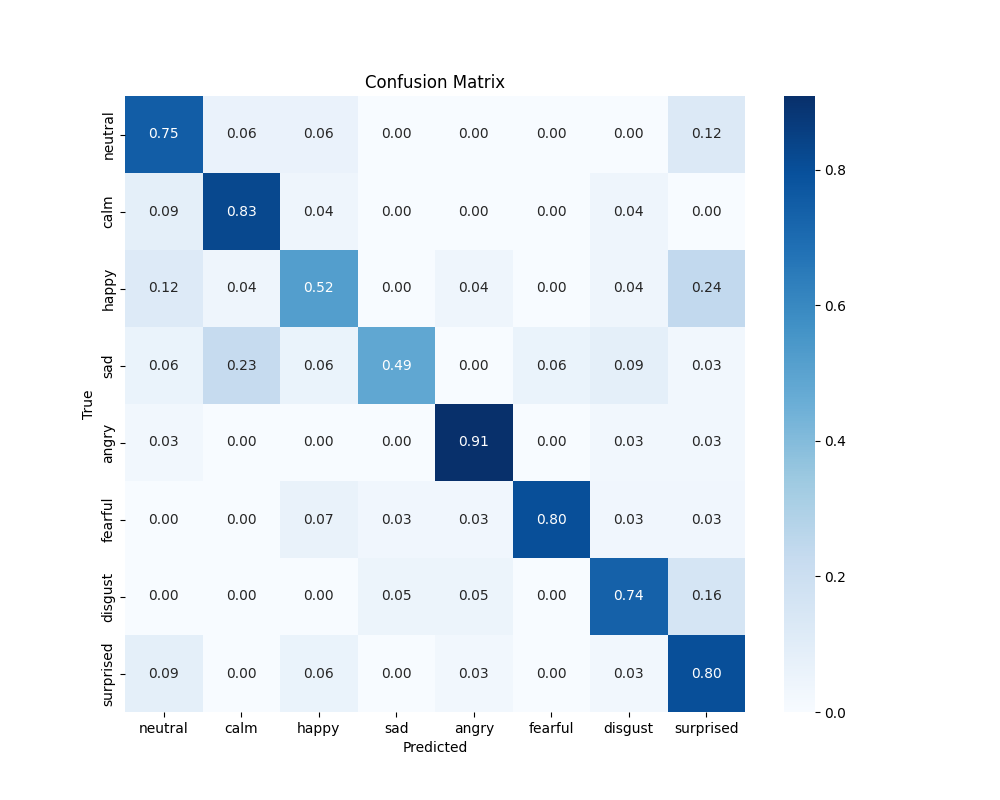 Confusion Matrix
neutral 0.75 0.06 0.06 0.00 0.00 0.00 0.00 0.12
calm 0.09 0.83 0.04 0.00 0.00 0.00 0.04 0.00
happy 0.12 0.04 0.52 0.00 0.04 0.00 0.04 0.24
sad 0.06 0.23 0.06 0.49 0.00 0.06 0.09 0.03
angry 0.03 0.00 0.00 0.00 0.91 0.00 0.03 0.03
fearful 0.00 0.00 0.07 0.03 0.03 0.80 0.03 0.03
disgust 0.00 0.00 0.00 0.05 0.05 0.00 0.74 0.16
surprised 0.09 0.00 0.06 0.00 0.03 0.00 0.03 0.80
True
neutral calm happy sad angry fearful disgust surprised
Predicted
0.8
0.6
0.4
0.2
0.0